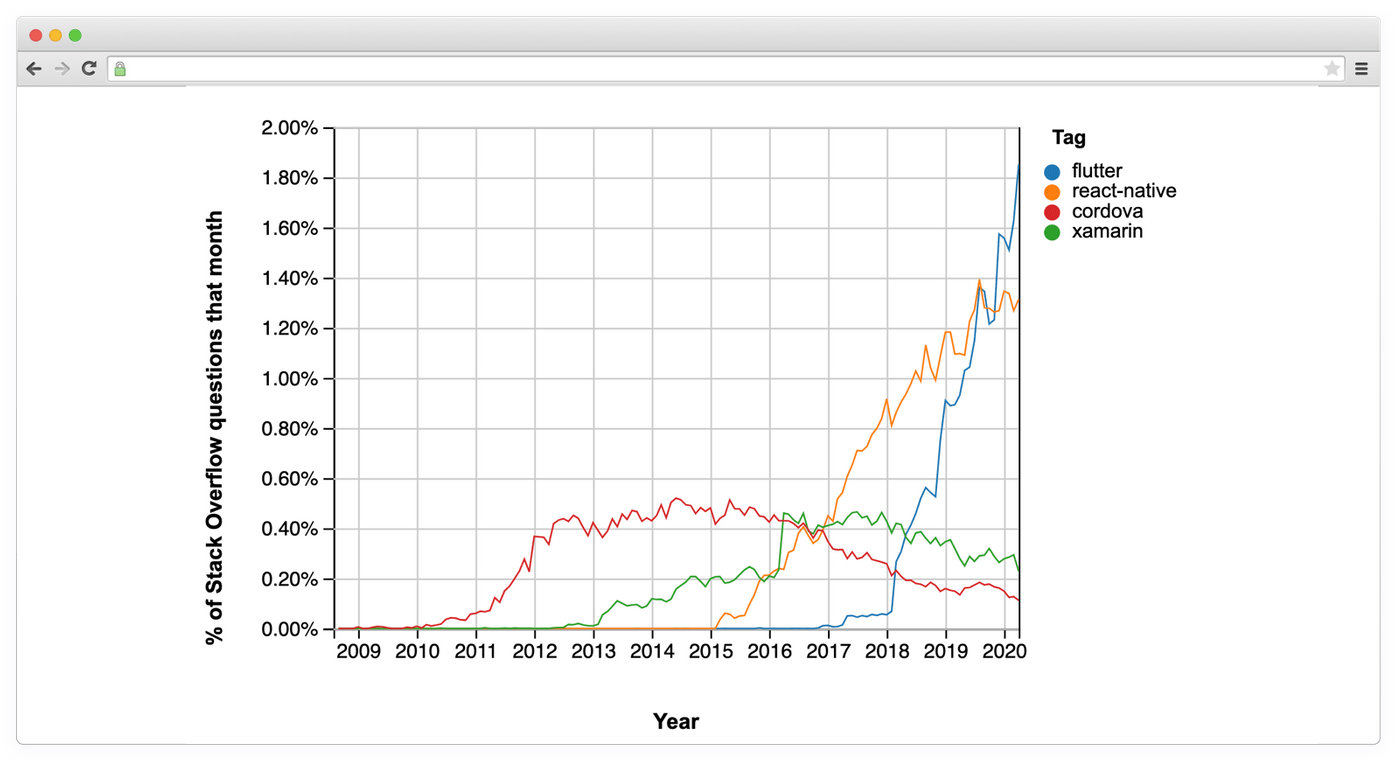 2.00%
1.80%
1.60%
1.40%
1.20%
1.00%
0.80%
0.60%
0.40%
0.20%
0.00%
% of Stack Overflow questions that month
2009 2010 2011 2012 2013 2014 2015 2016 2017 2018 2019 2020
Year
Tag
flutter
react-native
cordova
xamarin